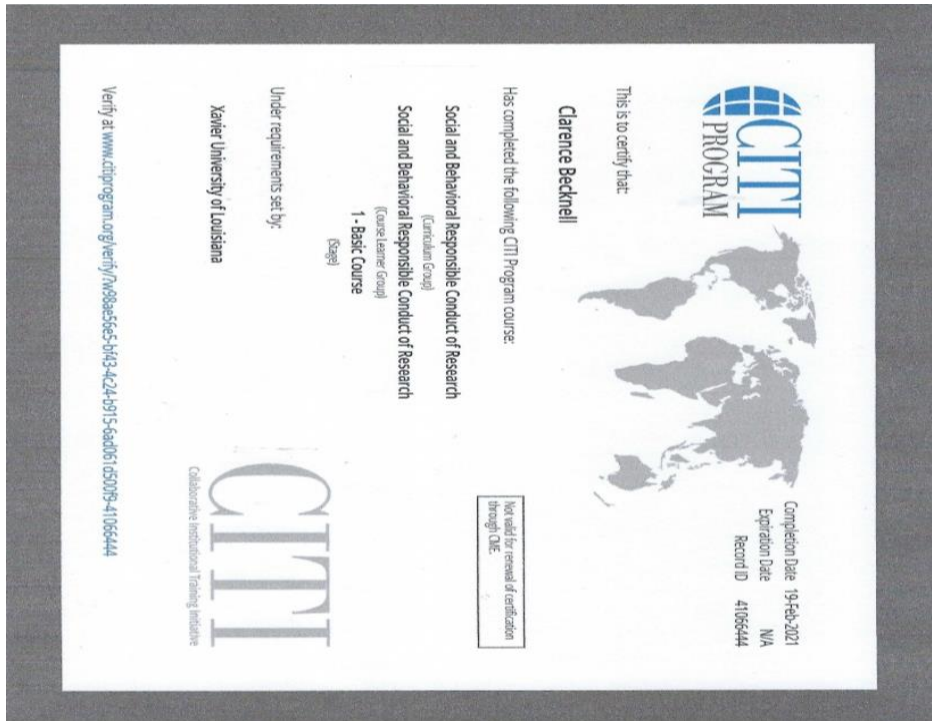 CITI
PROGRAM
Completion Date 19-Feb-2021
Expiration Date N/A
Record ID 41066444
This is to certify that:
Clarence Becknell
Has completed the following CITI Program course:
Not valid for renewal of certification
through CME.
Social and Behavioral Responsible Conduct of Research
(Curriculum Group)
Social and Behavioral Responsible Conduct of Research
(Course Learner Group)
1 - Basic Course
(Stage)
Under requirements set by:
Xavier University of Louisiana
CITI
Collaborative Institutional Training Initiative
Verify at www.citiprogram.org/verify/?w98ae56e5-bf43-4c24-b915-6ad061d500f9-41066444